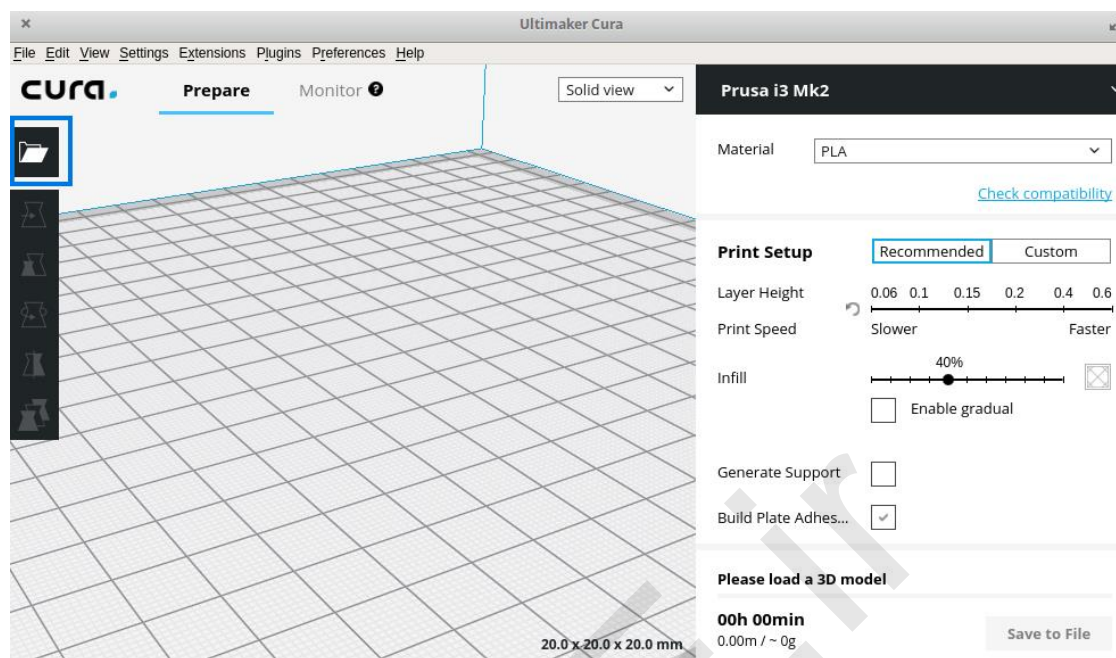 Ultimaker Cura
File Edit View Settings Extensions Plugins Preferences Help
cura.
Prepare Monitor ?
Solid view
Prusa i3 Mk2
Material PLA
Check compatibility
Print Setup Recommended Custom
Layer Height 0.06 0.1 0.15 0.2 0.4 0.6
Print Speed Slower Faster
40%
Infill
Enable gradual
Generate Support
Build Plate Adhes...
Please load a 3D model
00h 00min
0.00m / ~ 0g
Save to File
20.0 x 20.0 x 20.0 mm